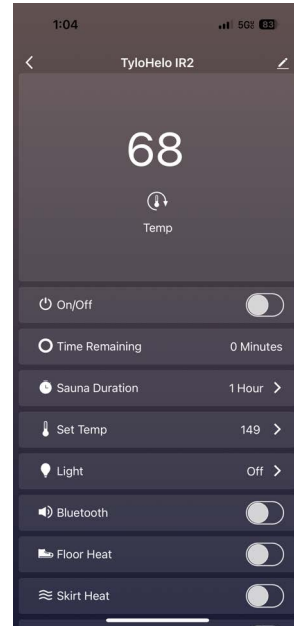 1:04 5G 83
TyloHelo IR2
68
Temp
On/Off
Time Remaining 0 Minutes
Sauna Duration 1 Hour
Set Temp 149
Light Off
Bluetooth
Floor Heat
Skirt Heat